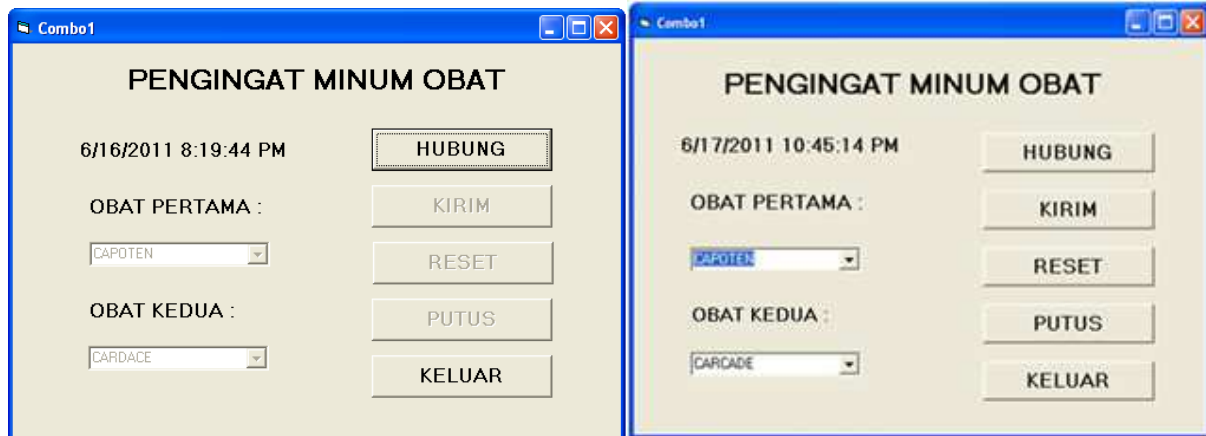 Combo1
PENGINGAT MINUM OBAT
6/16/2011 8:19:44 PM
HUBUNG
OBAT PERTAMA :
KIRIM
CAPOTEN
RESET
OBAT KEDUA :
PUTUS
CARDACE
KELUAR
Combo1
PENGINGAT MINUM OBAT
6/17/2011 10:45:14 PM
HUBUNG
OBAT PERTAMA :
KIRIM
CAPOTEN
RESET
OBAT KEDUA :
PUTUS
CARCADE
KELUAR